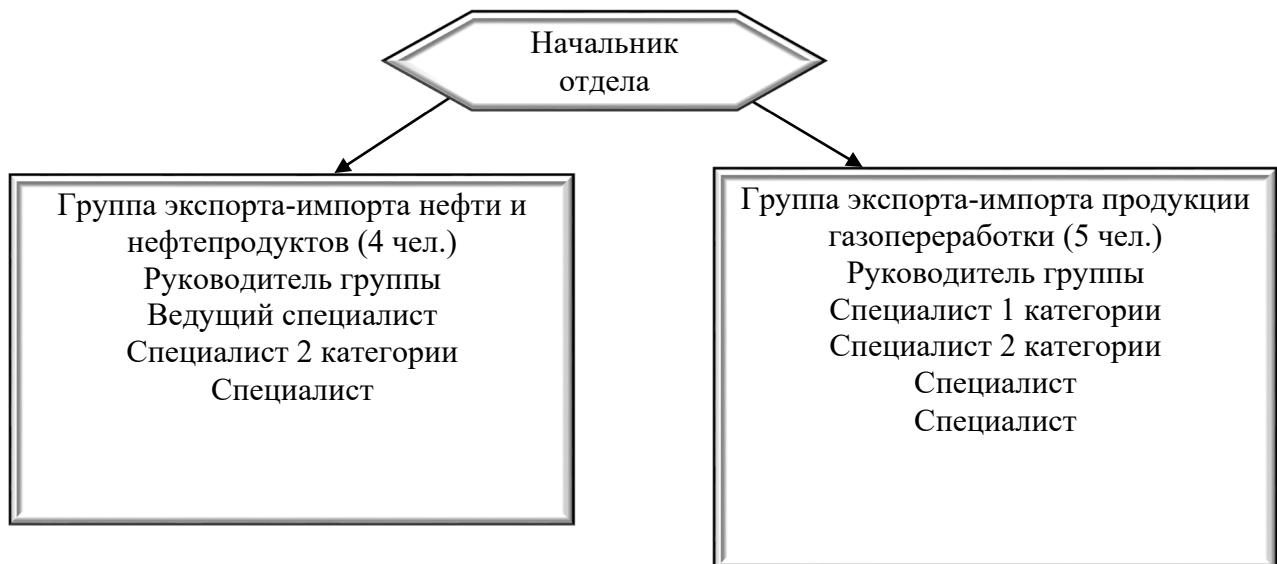 Начальник
отдела
Группа экспорта-импорта нефти и
нефтепродуктов (4 чел.)
Руководитель группы
Ведущий специалист
Специалист 2 категории
Специалист
Группа экспорта-импорта продукции
газопереработки (5 чел.)
Руководитель группы
Специалист 1 категории
Специалист 2 категории
Специалист
Специалист